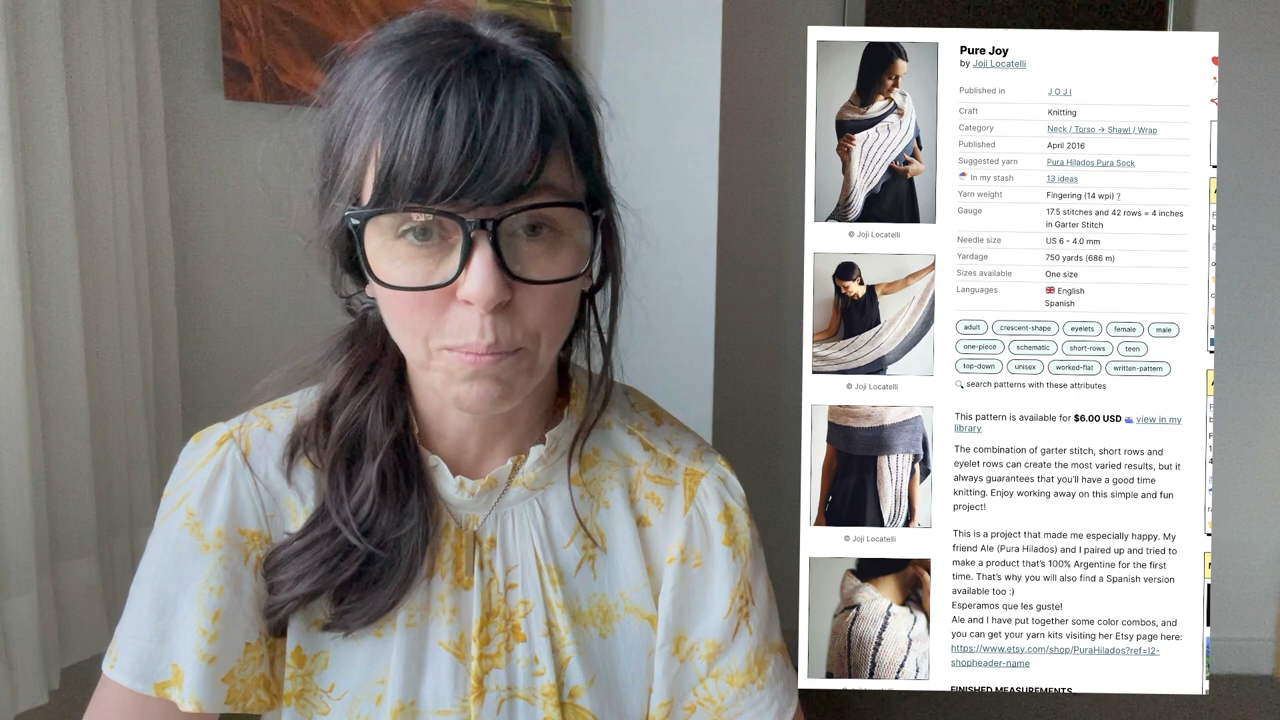 Pure Joy
by Joji Locatelli
Published in J O J I
Craft Knitting
Category Neck / Torso → Shawl / Wrap
Published April 2016
Suggested yarn Pura Hilados Pura Sock
In my stash 13 ideas
Yarn weight Fingering (14 wpi) ?
Gauge 17.5 stitches and 42 rows = 4 inches
in Garter Stitch
Needle size US 6 - 4.0 mm
Yardage 750 yards (686 m)
Sizes available One size
Languages English
Spanish
adult crescent-shape eyelets female male
one-piece schematic short-rows teen
top-down unisex worked-flat written-pattern
search patterns with these attributes
This pattern is available for $6.00 USD view in my
library
The combination of garter stitch, short rows and
eyelet rows can create the most varied results, but it
always guarantees that you'll have a good time
knitting. Enjoy working away on this simple and fun
project!
This is a project that made me especially happy. My
friend Ale (Pura Hilados) and I paired up and tried to
make a product that's 100% Argentine for the first
time. That's why you will also find a Spanish version
available too :)
Esperamos que les guste!
Ale and I have put together some color combos, and
you can get your yarn kits visiting her Etsy page here:
https://www.etsy.com/shop/PuraHilados?ref=l2-
shopheader-name
FINISHED MEASUREMENTS
© Joji Locatelli
© Joji Locatelli
© Joji Locatelli